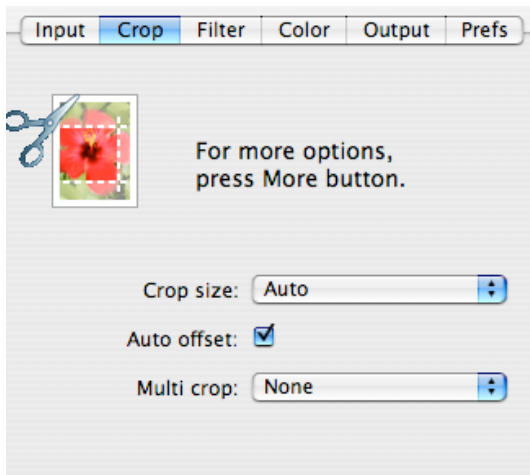 Input Crop Filter Color Output Prefs
For more options,
press More button.
Crop size: Auto
Auto offset:
Multi crop: None